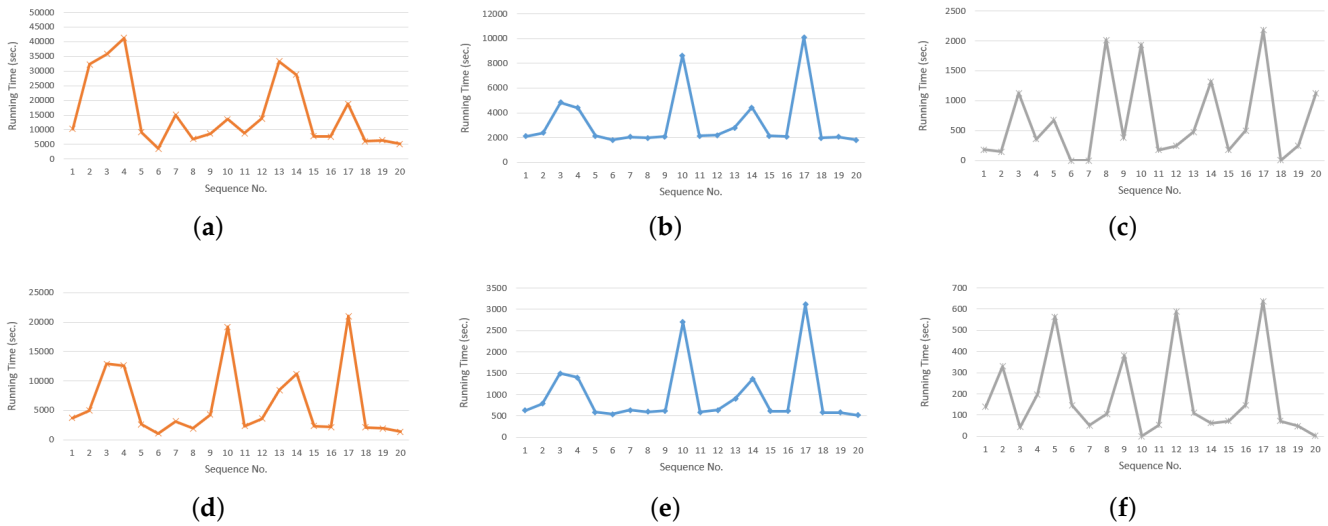 50000
45000
40000
35000
30000
25000
20000
15000
10000
5000
0
Running Time (sec.)
1 2 3 4 5 6 7 8 9 10 11 12 13 14 15 16 17 18 19 20
Sequence No.
(a)
12000
10000
8000
6000
4000
2000
0
Running Time (sec.)
1 2 3 4 5 6 7 8 9 10 11 12 13 14 15 16 17 18 19 20
Sequence No.
(b)
2500
2000
1500
1000
500
0
Running Time (sec.)
1 2 3 4 5 6 7 8 9 10 11 12 13 14 15 16 17 18 19 20
Sequence No.
(c)
25000
20000
15000
10000
5000
0
Running Time (sec.)
1 2 3 4 5 6 7 8 9 10 11 12 13 14 15 16 17 18 19 20
Sequence No.
(d)
3500
3000
2500
2000
1500
1000
500
0
Running Time (sec.)
1 2 3 4 5 6 7 8 9 10 11 12 13 14 15 16 17 18 19 20
Sequence No.
(e)
700
600
500
400
300
200
100
0
Running Time (sec.)
1 2 3 4 5 6 7 8 9 10 11 12 13 14 15 16 17 18 19 20
Sequence No.
(f)